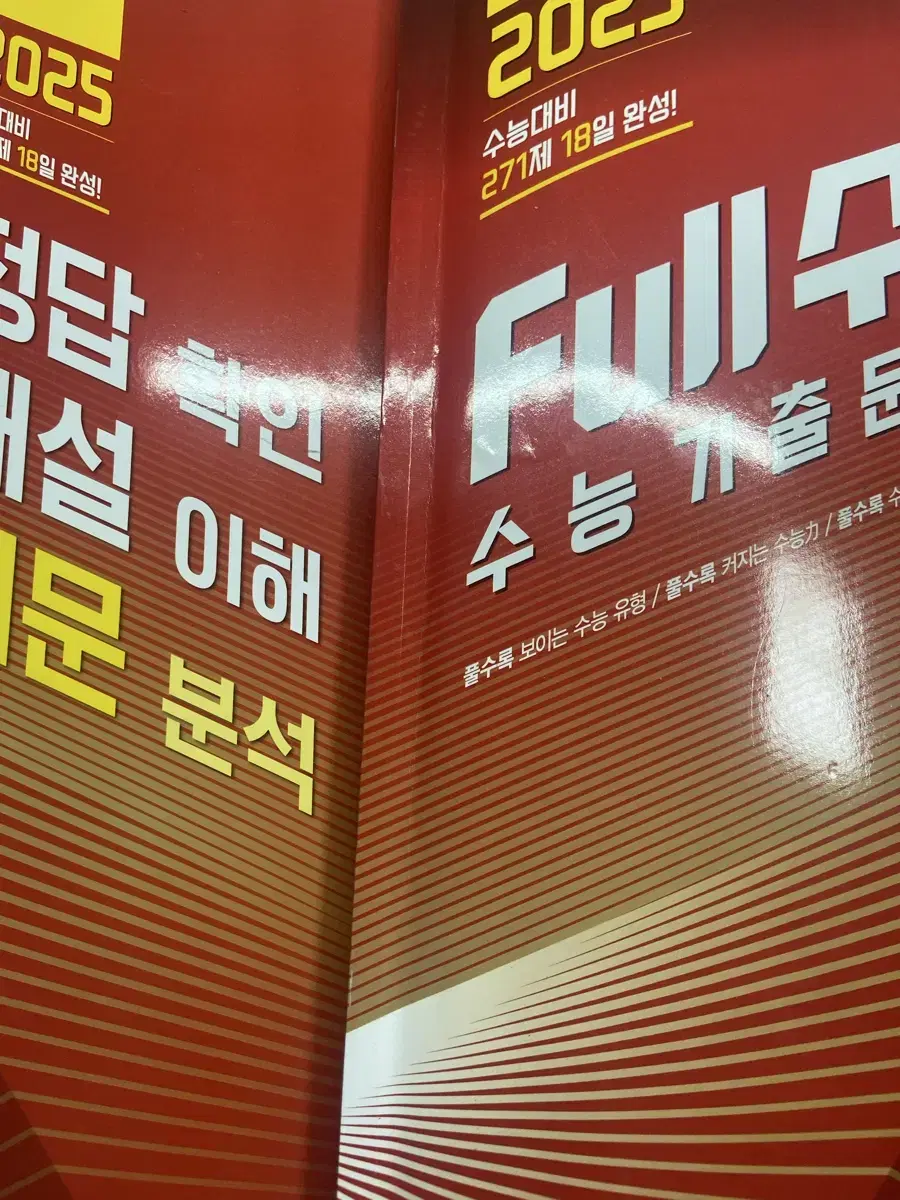 2025
대비
제 18일 완성!
정답 확인
해설 이해
문 분석
2025
수능대비
271제 18일 완성!
Full수
수능 기출문
풀수록 보이는 수능 유형 / 풀수록 커지는 수능力 / 풀수록 수